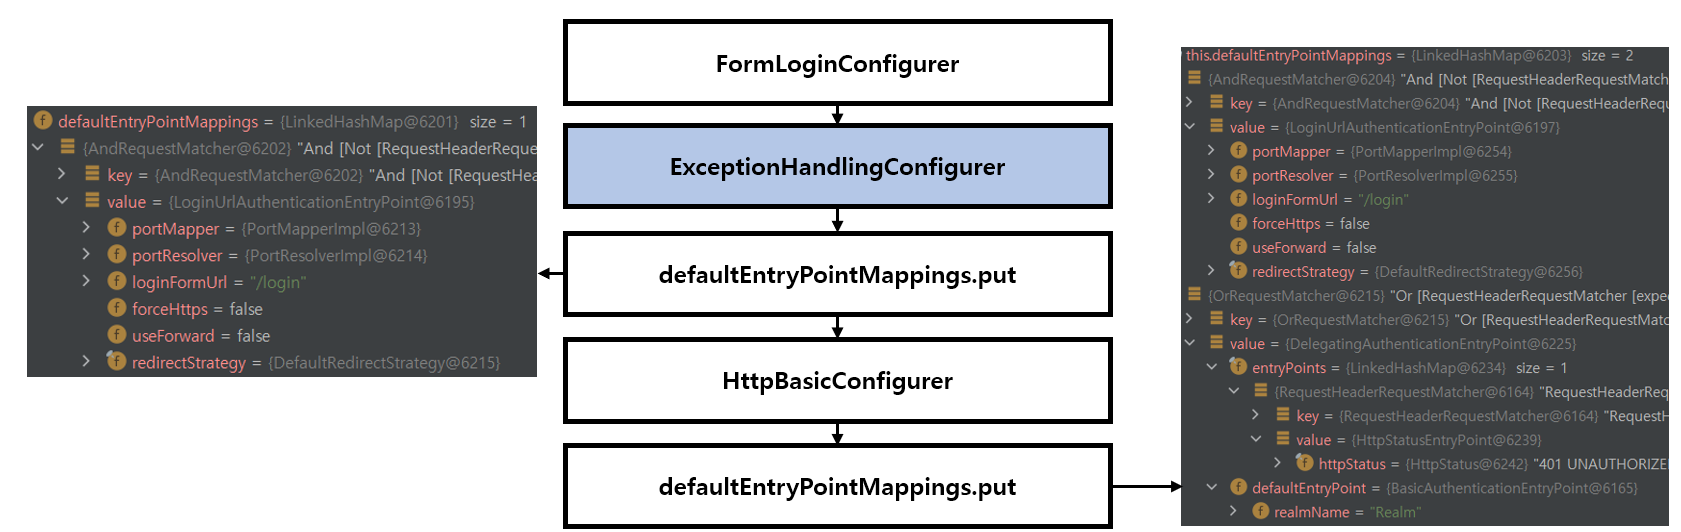 FormLoginConfigurer
ExceptionHandlingConfigurer
defaultEntryPointMappings.put
HttpBasicConfigurer
defaultEntryPointMappings.put
defaultEntryPointMappings = {LinkedHashMap@6201} size = 1
{AndRequestMatcher@6202} "And [Not [RequestHeaderReque
key = {AndRequestMatcher@6202} "And [Not [RequestHea
value = {LoginUrlAuthenticationEntryPoint@6195}
portMapper = {PortMapperImpl@6213}
portResolver = {PortResolverImpl@6214}
loginFormUrl = "/login"
forceHttps = false
useForward = false
redirectStrategy = {DefaultRedirectStrategy@6215}
this.defaultEntryPointMappings = {LinkedHashMap@6203} size = 2
{AndRequestMatcher@6204} "And [Not [RequestHeaderRequestMatch
key = {AndRequestMatcher@6204} "And [Not [RequestHeaderRequ
value = {LoginUrlAuthenticationEntryPoint@6197}
portMapper = {PortMapperImpl@6254}
portResolver = {PortResolverImpl@6255}
loginFormUrl = "/login"
forceHttps = false
useForward = false
redirectStrategy = {DefaultRedirectStrategy@6256}
{OrRequestMatcher@6215} "Or [RequestHeaderRequestMatcher [expe
key = {OrRequestMatcher@6215} "Or [RequestHeaderRequestMatc
value = {DelegatingAuthenticationEntryPoint@6225}
entryPoints = {LinkedHashMap@6234} size = 1
{RequestHeaderRequestMatcher@6164} "RequestHeaderReq
key = {RequestHeaderRequestMatcher@6164} "RequestH
value = {HttpStatusEntryPoint@6239}
httpStatus = {HttpStatus@6242} "401 UNAUTHORIZE
defaultEntryPoint = {BasicAuthenticationEntryPoint@6165}
realmName = "Realm"